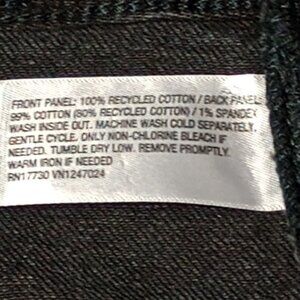 FRONT PANEL: 100% RECYCLED COTTON / BACK PANEL:
99% COTTON (80% RECYCLED COTTON) / 1% SPANDEX
WASH INSIDE OUT. MACHINE WASH COLD SEPARATELY,
GENTLE CYCLE. ONLY NON-CHLORINE BLEACH IF
NEEDED. TUMBLE DRY LOW. REMOVE PROMPTLY.
WARM IRON IF NEEDED
RN17730 VN1247024